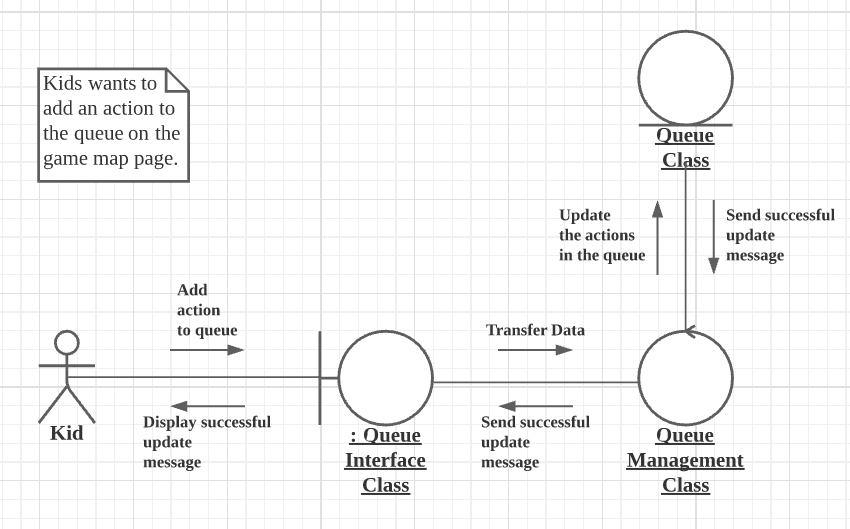 Kids wants to
add an action to
the queue on the
game map page.
Queue
Class
Update
the actions
in the queue
Send successful
update
message
Add
action
to queue
Transfer Data
Display successful
update
message
Send successful
update
message
Kid
: Queue
Interface
Class
Queue
Management
Class